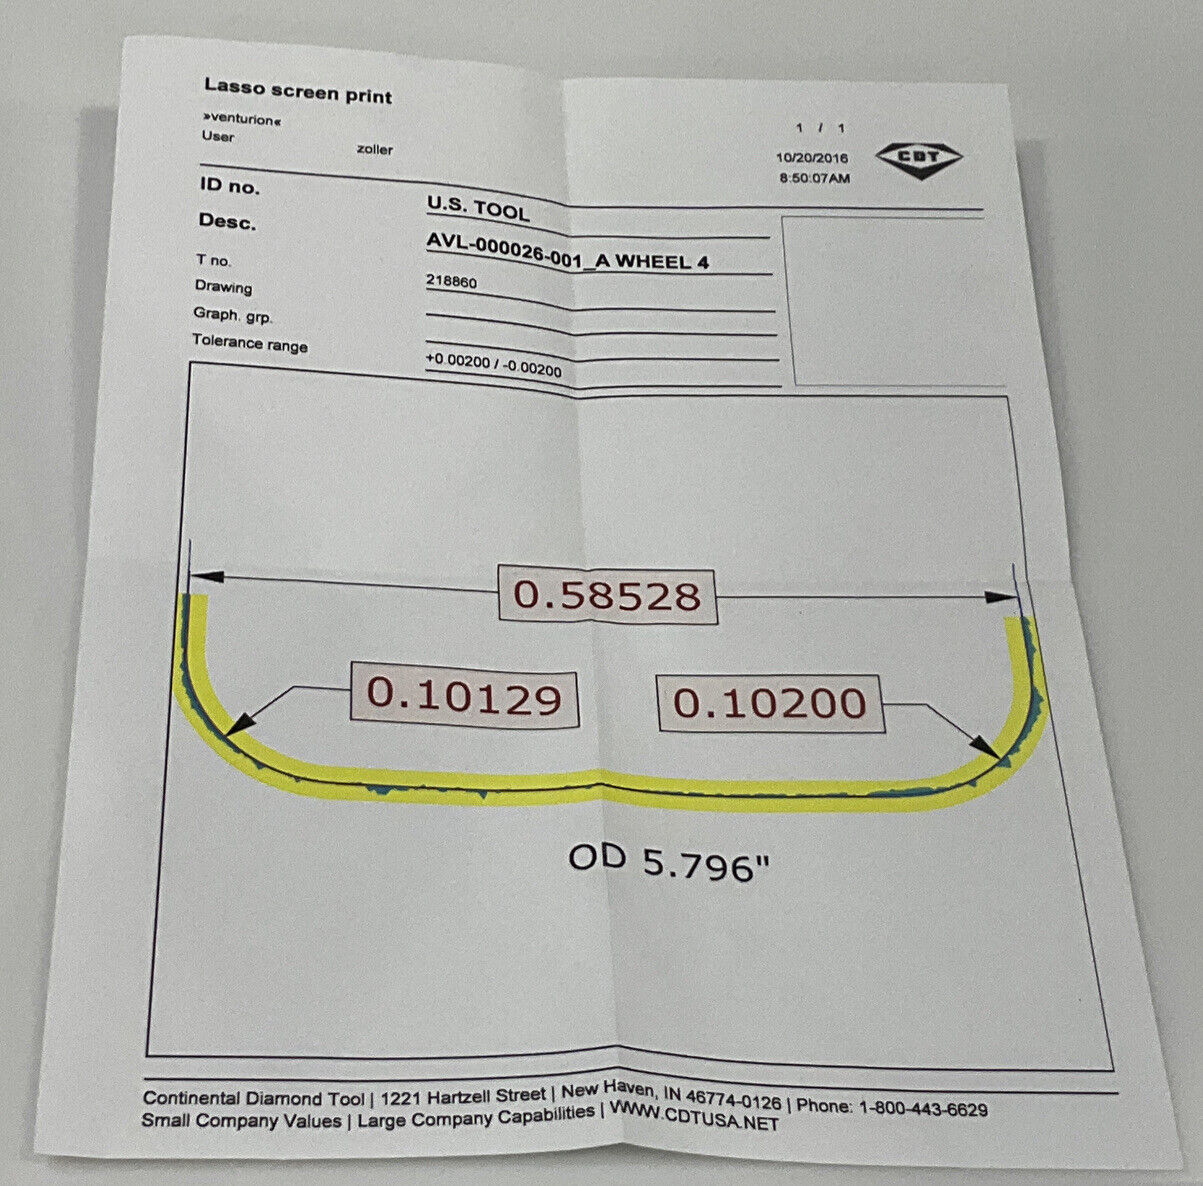 Lasso screen print
»venturion«
User zoller
1 / 1
10/20/2016
8:50:07AM
CDT
ID no. U.S. TOOL
Desc. AVL-000026-001_A WHEEL 4
T no. 218860
Drawing
Graph. grp.
Tolerance range +0.00200 / -0.00200
0.58528
0.10129 0.10200
OD 5.796"
Continental Diamond Tool | 1221 Hartzell Street | New Haven, IN 46774-0126 | Phone: 1-800-443-6629
Small Company Values | Large Company Capabilities | WWW.CDTUSA.NET